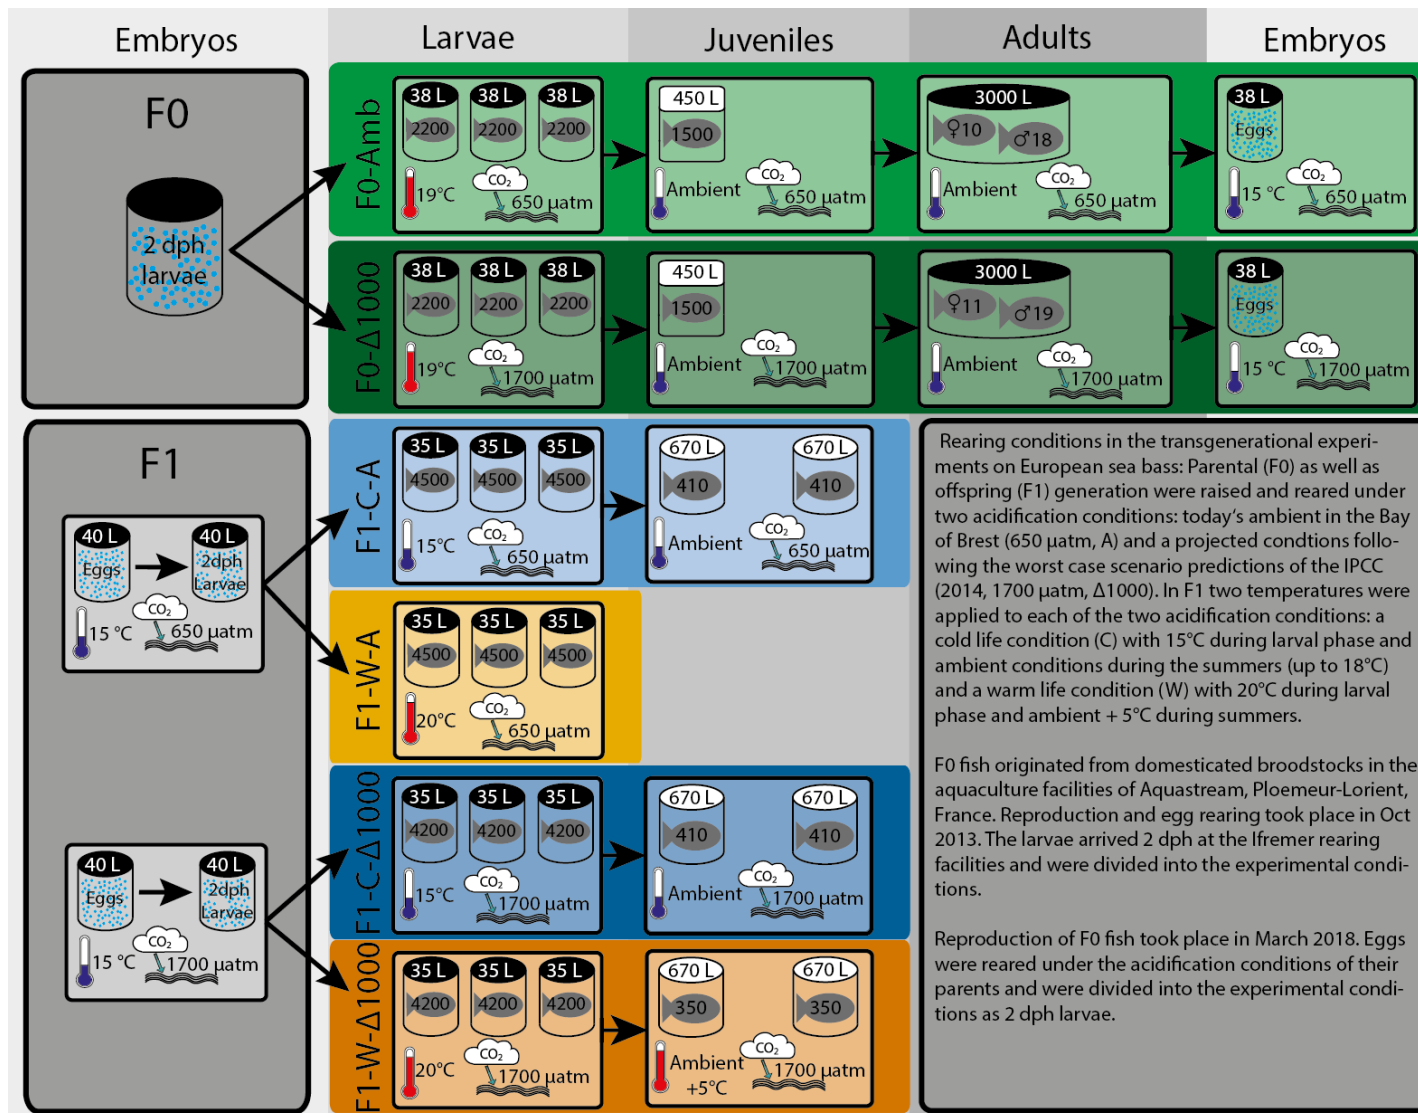 Embryos
Larvae
Juveniles
Adults
Embryos
F0
2 dph
larvae
F0-Amb
38 L 38 L 38 L
2200 2200 2200
19°C
CO₂
650 µatm
450 L
1500
Ambient
CO₂
650 µatm
3000 L
♀10 ♂18
Ambient
CO₂
650 µatm
38 L
Eggs
15 °C
CO₂
650 µatm
F0-Δ1000
38 L 38 L 38 L
2200 2200 2200
19°C
CO₂
1700 µatm
450 L
1500
Ambient
CO₂
1700 µatm
3000 L
♀11 ♂19
Ambient
CO₂
1700 µatm
38 L
Eggs
15 °C
CO₂
1700 µatm
F1
40 L 40 L
Eggs
2dph
Larvae
15 °C
CO₂
650 µatm
40 L 40 L
Eggs
2dph
Larvae
15 °C
CO₂
1700 µatm
F1-C-A
35 L 35 L 35 L
4500 4500 4500
15°C
CO₂
650 µatm
670 L 670 L
410 410
Ambient
CO₂
650 µatm
F1-W-A
35 L 35 L 35 L
4500 4500 4500
20°C
CO₂
650 µatm
F1-C-Δ1000
35 L 35 L 35 L
4200 4200 4200
15°C
CO₂
1700 µatm
670 L 670 L
410 410
Ambient
CO₂
1700 µatm
F1-W-Δ1000
35 L 35 L 35 L
4200 4200 4200
20°C
CO₂
1700 µatm
670 L 670 L
350 350
Ambient
+5°C
CO₂
1700 µatm
Rearing conditions in the transgenerational experi-
ments on European sea bass: Parental (F0) as well as
offspring (F1) generation were raised and reared under
two acidification conditions: today's ambient in the Bay
of Brest (650 µatm, A) and a projected condtions follo-
wing the worst case scenario predictions of the IPCC
(2014, 1700 µatm, Δ1000). In F1 two temperatures were
applied to each of the two acidification conditions: a
cold life condition (C) with 15°C during larval phase and
ambient conditions during the summers (up to 18°C)
and a warm life condition (W) with 20°C during larval
phase and ambient + 5°C during summers.
F0 fish originated from domesticated broodstocks in the
aquaculture facilities of Aquastream, Ploemeur-Lorient,
France. Reproduction and egg rearing took place in Oct
2013. The larvae arrived 2 dph at the Ifremer rearing
facilities and were divided into the experimental condi-
tions.
Reproduction of F0 fish took place in March 2018. Eggs
were reared under the acidification conditions of their
parents and were divided into the experimental condi-
tions as 2 dph larvae.